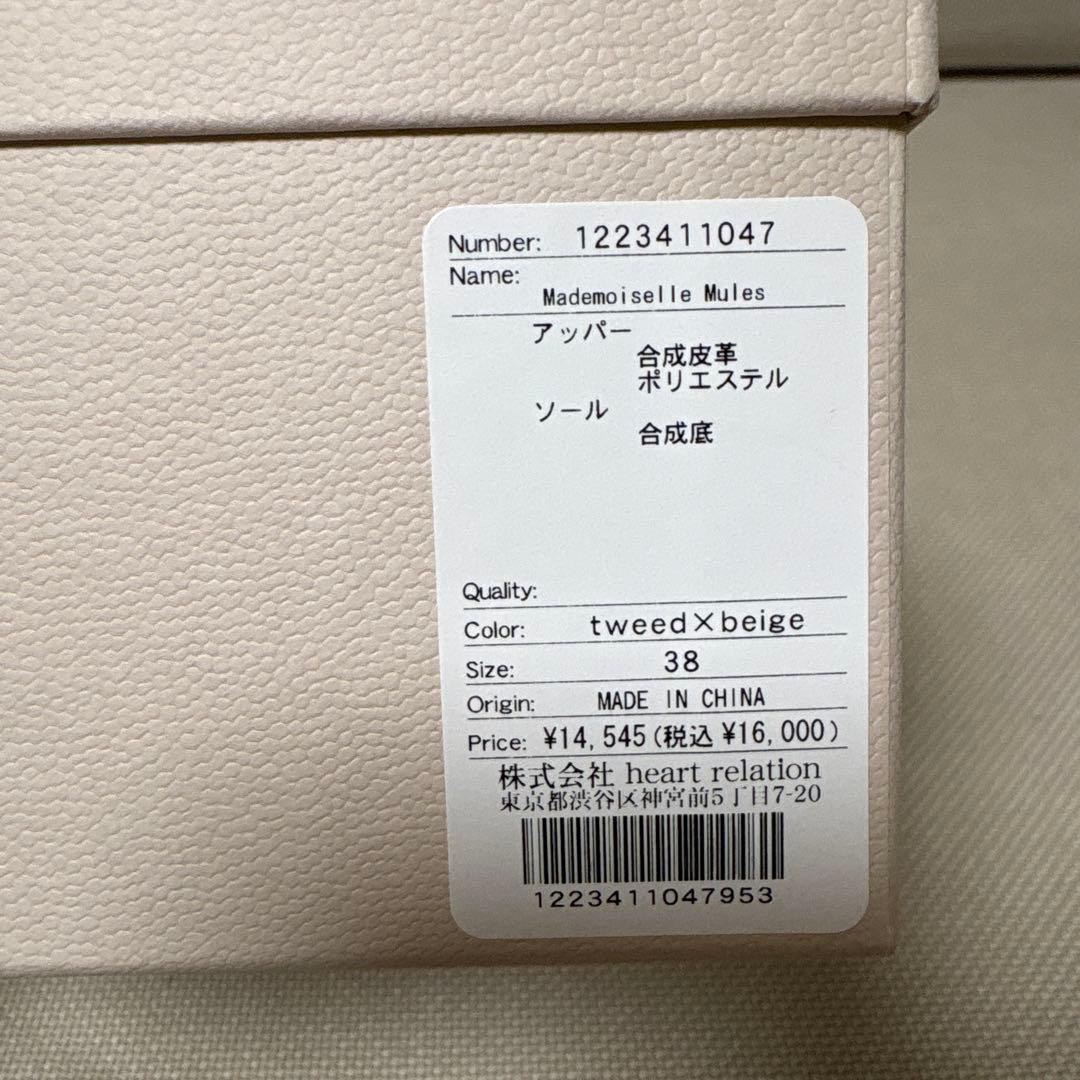 Number: 1223411047
Name:
Mademoiselle Mules
アッパー
合成皮革
ポリエステル
ソール
合成底
Quality:
Color: tweed×beige
Size: 38
Origin: MADE IN CHINA
Price: ¥14,545(税込 ¥16,000)
株式会社 heart relation
東京都渋谷区神宮前5丁目7-20
1223411047953